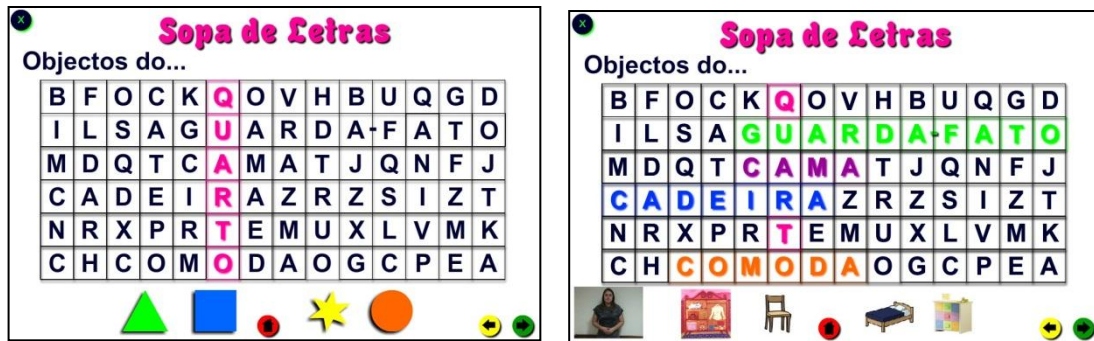 X
Sopa de Letras
Objectos do...
B F O C K Q O V H B U Q G D
I L S A G U A R D A - F A T O
M D Q T C A M A T J Q N F J
C A D E I R A Z R Z S I Z T
N R X P R T E M U X L V M K
C H C O M O D A O G C P E A
X
Sopa de Letras
Objectos do...
B F O C K Q O V H B U Q G D
I L S A G U A R D A - F A T O
M D Q T C A M A T J Q N F J
C A D E I R A Z R Z S I Z T
N R X P R T E M U X L V M K
C H C O M O D A O G C P E A